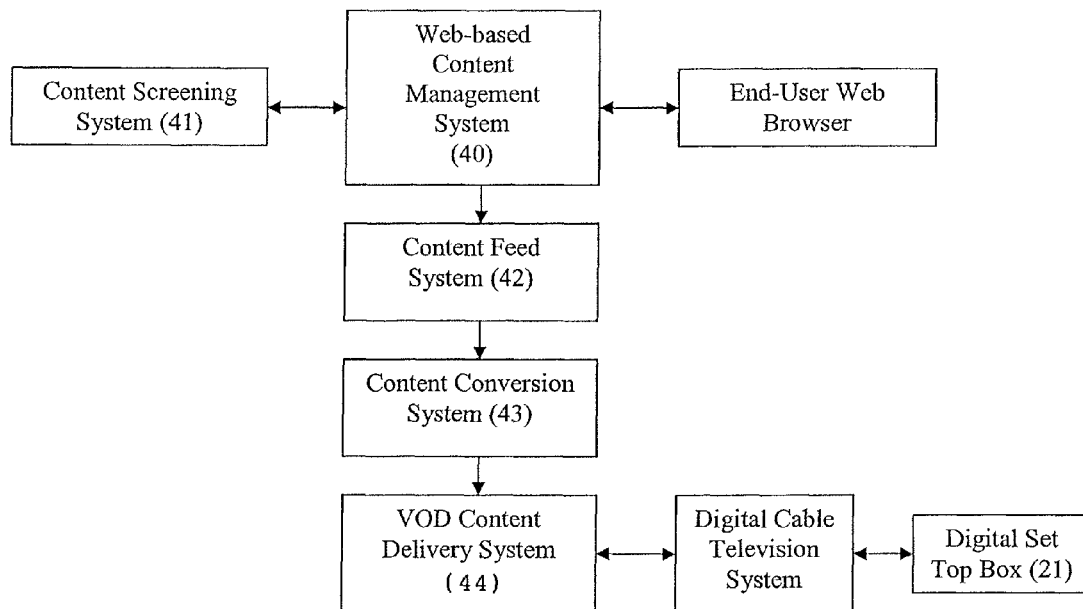 Web-based
Content
Management
System
(40)
Content Screening
System (41)
End-User Web
Browser
Content Feed
System (42)
Content Conversion
System (43)
VOD Content
Delivery System
(44)
Digital Cable
Television
System
Digital Set
Top Box (21)